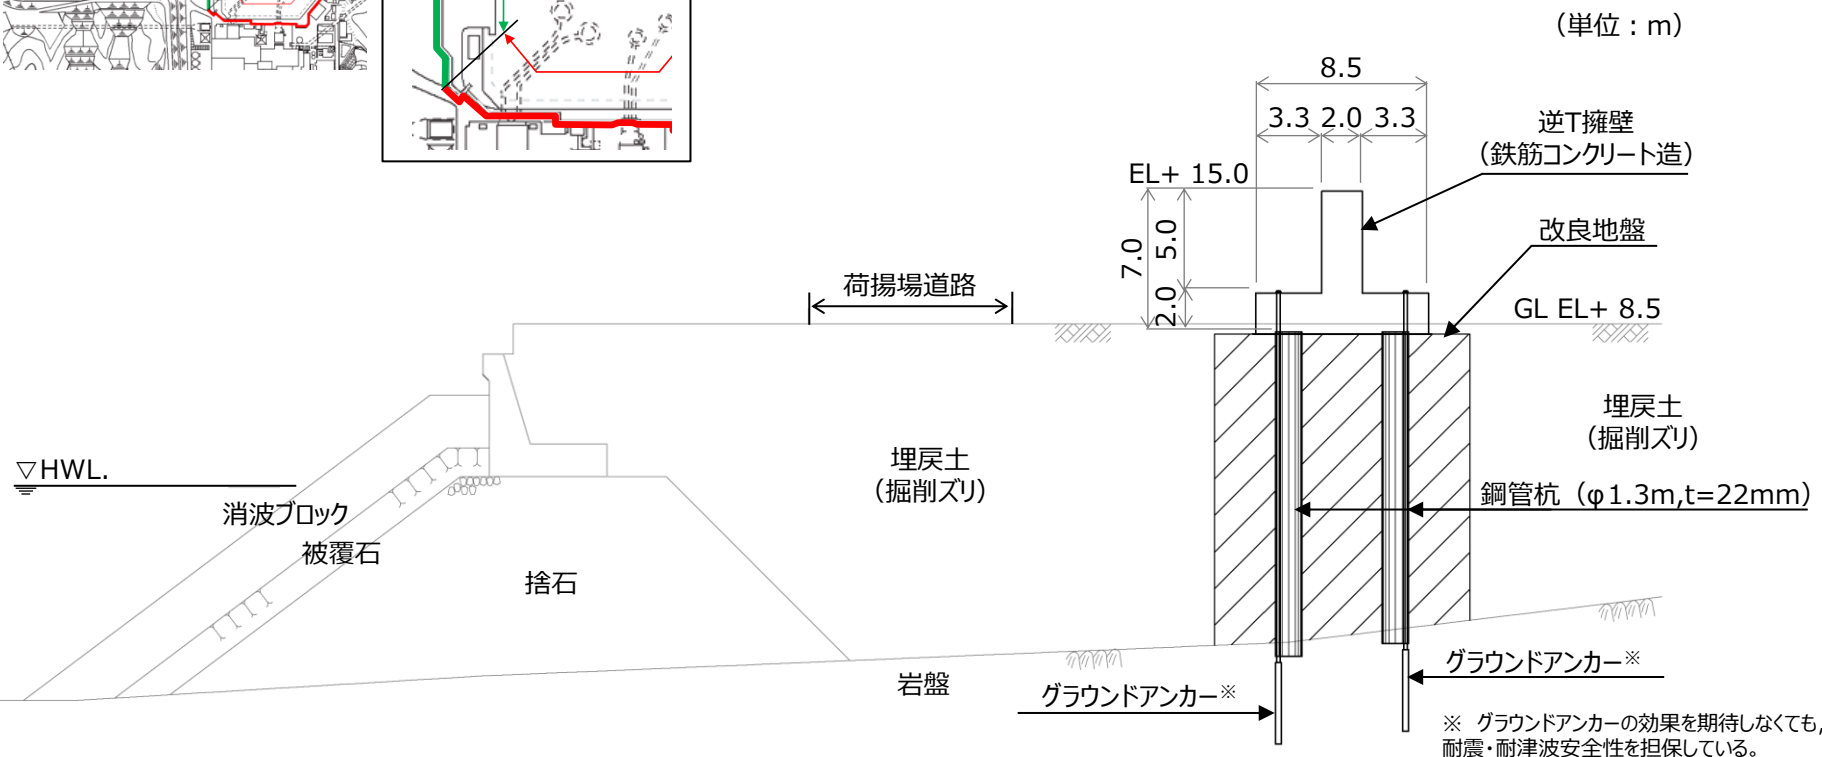 （単位：m）
8.5
3.3 2.0 3.3
逆T擁壁
（鉄筋コンクリート造）
EL+ 15.0
改良地盤
7.0
5.0
2.0
荷揚場道路
GL EL+ 8.5
埋戻土
（掘削ズリ）
埋戻土
（掘削ズリ）
▽HWL.
鋼管杭（φ1.3m,t=22mm）
消波ブロック
被覆石
捨石
岩盤
グラウンドアンカー※
グラウンドアンカー※
※ グラウンドアンカーの効果を期待しなくても,
耐震・耐津波安全性を担保している。